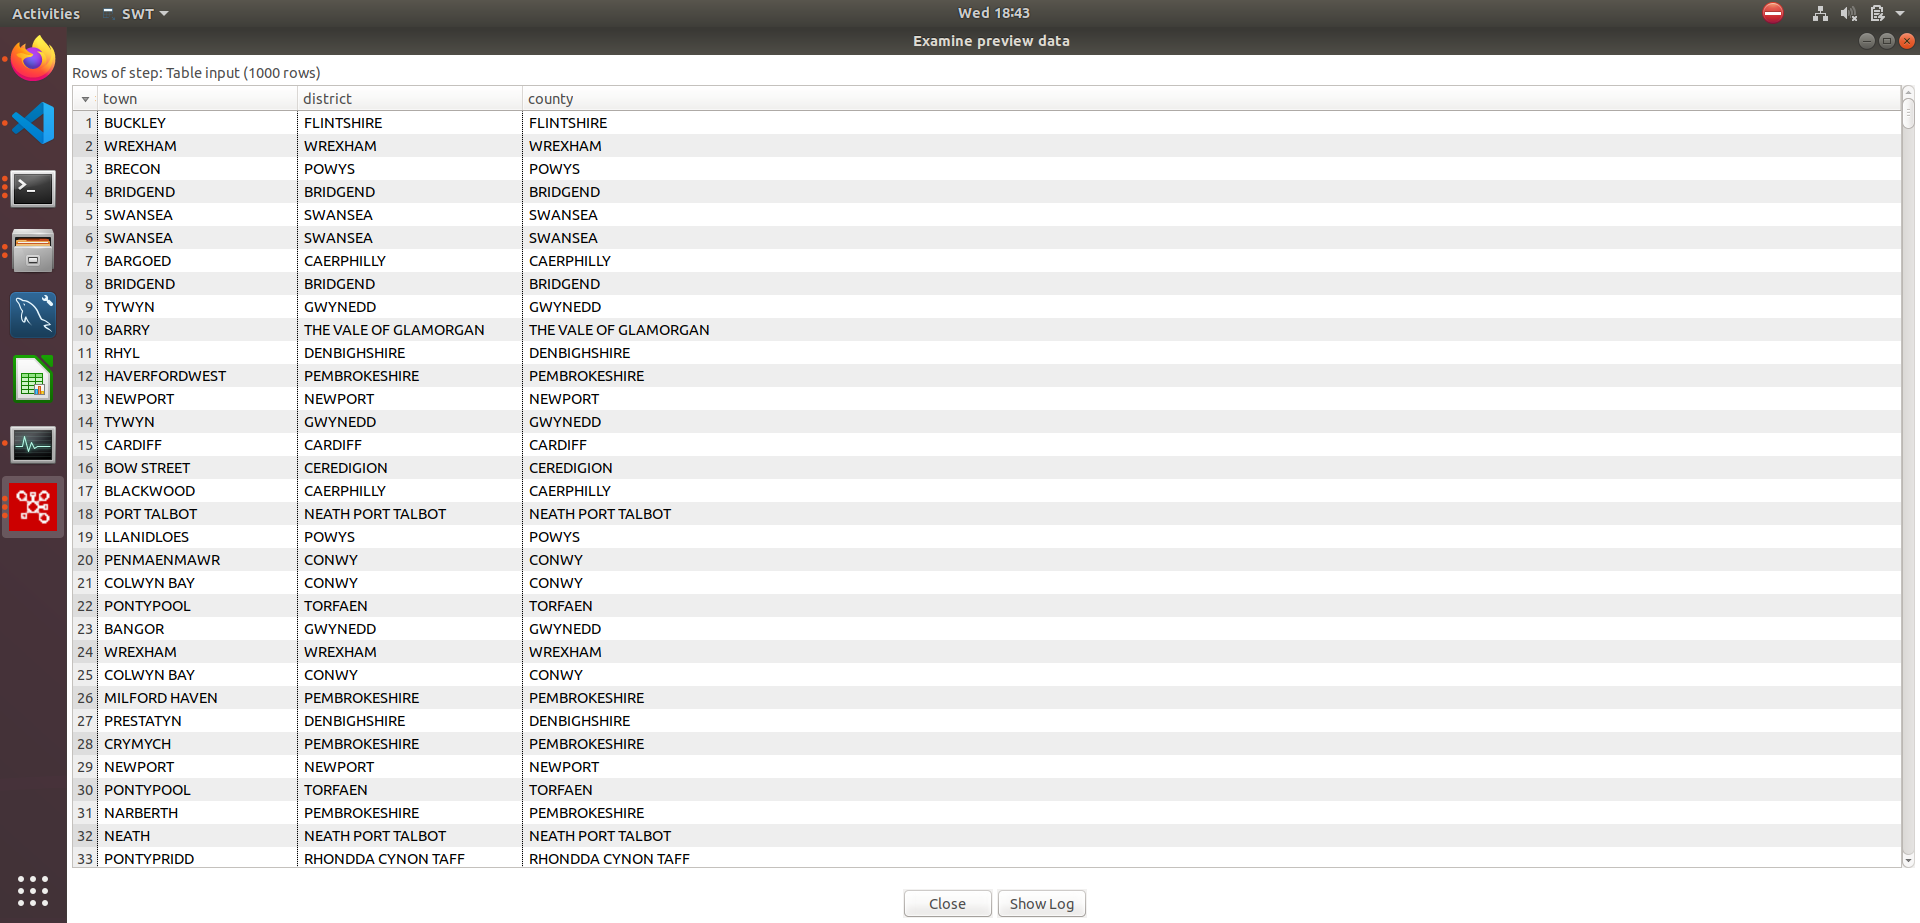 Activities SWT Wed 18:43
Examine preview data
Rows of step: Table input (1000 rows)
town district county
1 BUCKLEY FLINTSHIRE FLINTSHIRE
2 WREXHAM WREXHAM WREXHAM
3 BRECON POWYS POWYS
4 BRIDGEND BRIDGEND BRIDGEND
5 SWANSEA SWANSEA SWANSEA
6 SWANSEA SWANSEA SWANSEA
7 BARGOED CAERPHILLY CAERPHILLY
8 BRIDGEND BRIDGEND BRIDGEND
9 TYWYN GWYNEDD GWYNEDD
10 BARRY THE VALE OF GLAMORGAN THE VALE OF GLAMORGAN
11 RHYL DENBIGHSHIRE DENBIGHSHIRE
12 HAVERFORDWEST PEMBROKESHIRE PEMBROKESHIRE
13 NEWPORT NEWPORT NEWPORT
14 TYWYN GWYNEDD GWYNEDD
15 CARDIFF CARDIFF CARDIFF
16 BOW STREET CEREDIGION CEREDIGION
17 BLACKWOOD CAERPHILLY CAERPHILLY
18 PORT TALBOT NEATH PORT TALBOT NEATH PORT TALBOT
19 LLANIDLOES POWYS POWYS
20 PENMAENMAWR CONWY CONWY
21 COLWYN BAY CONWY CONWY
22 PONTYPOOL TORFAEN TORFAEN
23 BANGOR GWYNEDD GWYNEDD
24 WREXHAM WREXHAM WREXHAM
25 COLWYN BAY CONWY CONWY
26 MILFORD HAVEN PEMBROKESHIRE PEMBROKESHIRE
27 PRESTATYN DENBIGHSHIRE DENBIGHSHIRE
28 CRYMYCH PEMBROKESHIRE PEMBROKESHIRE
29 NEWPORT NEWPORT NEWPORT
30 PONTYPOOL TORFAEN TORFAEN
31 NARBERTH PEMBROKESHIRE PEMBROKESHIRE
32 NEATH NEATH PORT TALBOT NEATH PORT TALBOT
33 PONTYPRIDD RHONDDA CYNON TAFF RHONDDA CYNON TAFF
Close Show Log